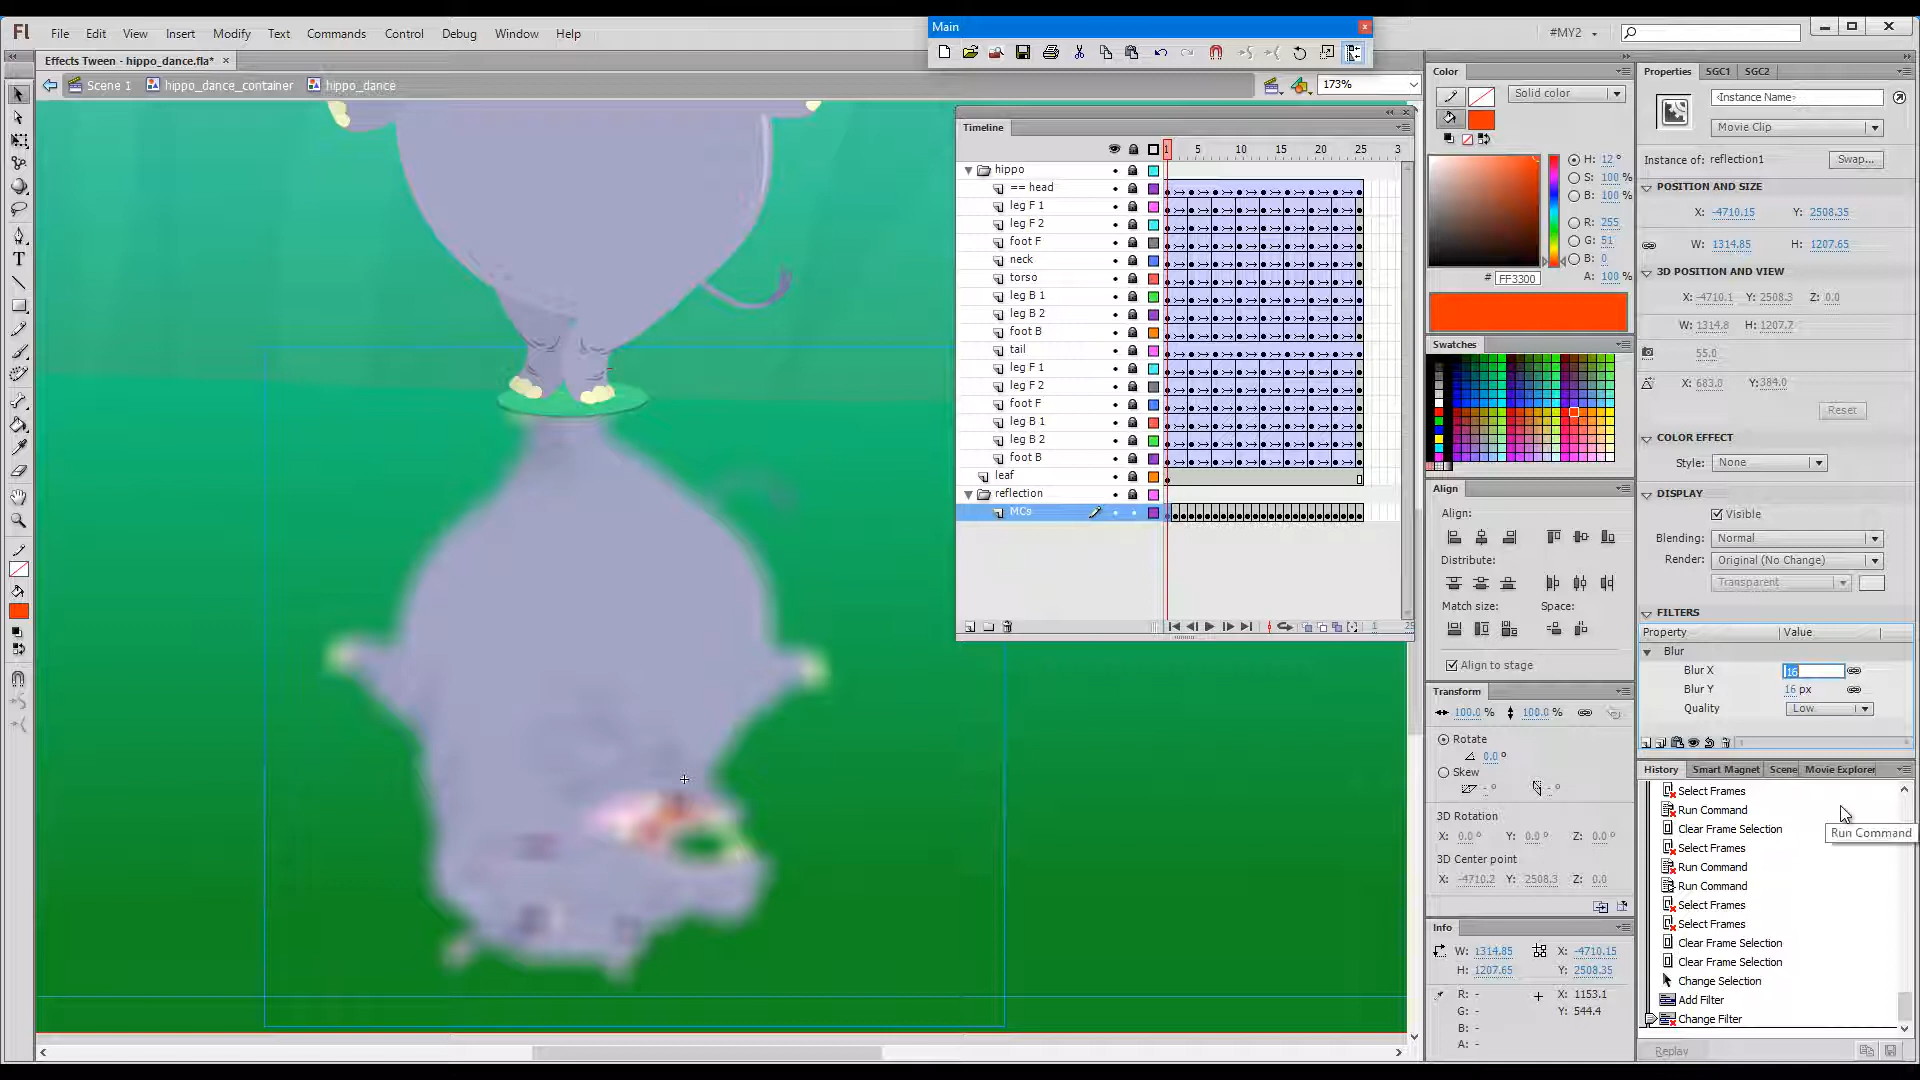 Fl File Edit View Insert Modify Text Commands Control Debug Window Help
Main
#MY2
Effects Tween - hippo_dance.fla* ×
Scene 1 hippo_dance_container hippo_dance
173%
Timeline
1 5 10 15 20 25 3
hippo
== head
leg F 1
leg F 2
foot F
neck
torso
leg B 1
leg B 2
foot B
tail
leg F 1
leg F 2
foot F
leg B 1
leg B 2
foot B
leaf
reflection
MCs
1
Color
Solid color
H: 12 °
S: 100 %
B: 100 %
R: 255
G: 51
B: 0
# FF3300 A: 100 %
Swatches
Align
Align:
Distribute:
Match size: Space:
Align to stage
Transform
100.0 % 100.0 %
Rotate
0.0 °
Skew
- ° - °
3D Rotation
X: 0.0 ° Y: 0.0 ° Z: 0.0 °
3D Center point
X: -4710.2 Y: 2508.3 Z: 0.0
Info
W: 1314.85 X: -4710.15
H: 1207.65 Y: 2508.35
R: - X: 1153.1
G: - Y: 544.4
B: -
A: -
Properties SGC1 SGC2
<Instance Name>
Movie Clip
Instance of: reflection1 Swap...
POSITION AND SIZE
X: -4710.15 Y: 2508.35
W: 1314.85 H: 1207.65
3D POSITION AND VIEW
X: -4710.1 Y: 2508.3 Z: 0.0
W: 1314.8 H: 1207.7
55.0
X: 683.0 Y: 384.0
Reset
COLOR EFFECT
Style: None
DISPLAY
Visible
Blending: Normal
Render: Original (No Change)
Transparent
FILTERS
Property Value
Blur
Blur X 16
Blur Y 16 px
Quality Low
History Smart Magnet Scene Movie Explorer
Select Frames
Run Command
Clear Frame Selection
Run Command
Select Frames
Run Command
Run Command
Select Frames
Select Frames
Clear Frame Selection
Clear Frame Selection
Change Selection
Add Filter
Change Filter
Replay